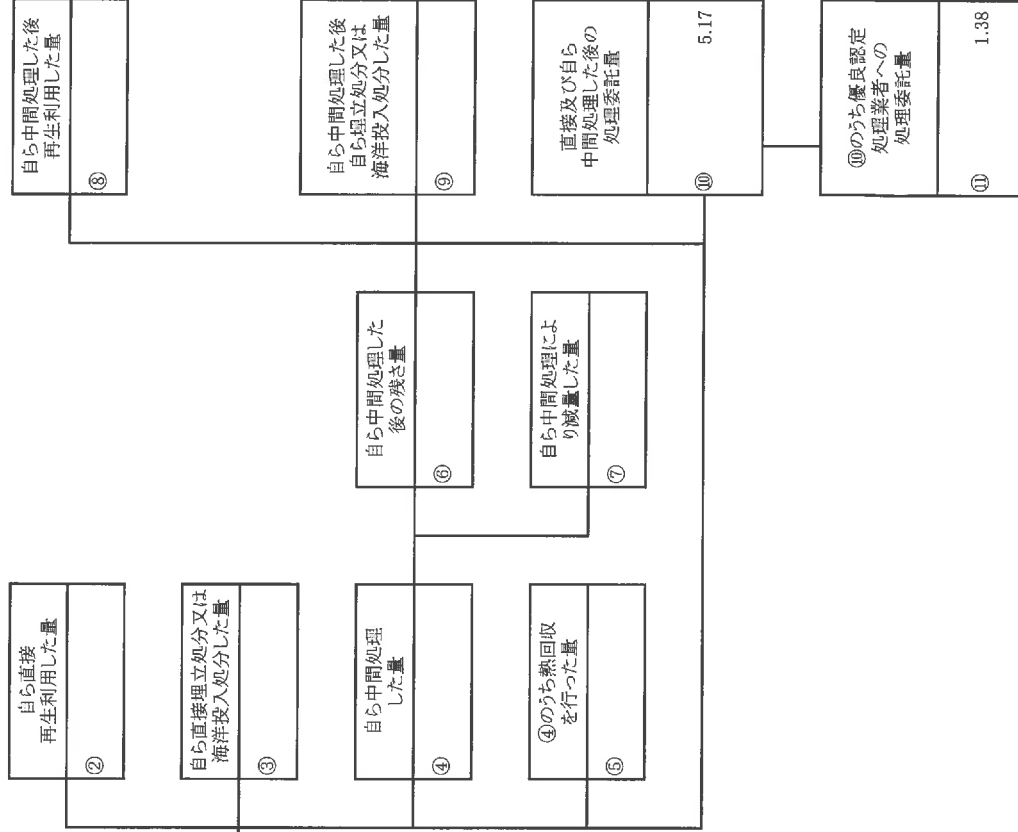 自ら直接
再生利用した量
②
自ら直接埋立処分又は
海洋投入処分した量
③
自ら中間処理
した量
④
④のうち熱回収
を行った量
⑤
自ら中間処理した
後の残さ量
⑥
自ら中間処理によ
り減量した量
⑦
自ら中間処理した後
再生利用した量
⑧
自ら中間処理した後
自ら埋立処分又は
海洋投入処分した量
⑨
直接及び自ら
中間処理した後の
処理委託量
⑩
5.17
⑩のうち優良認定
処理業者への
処理委託量
⑪
1.38